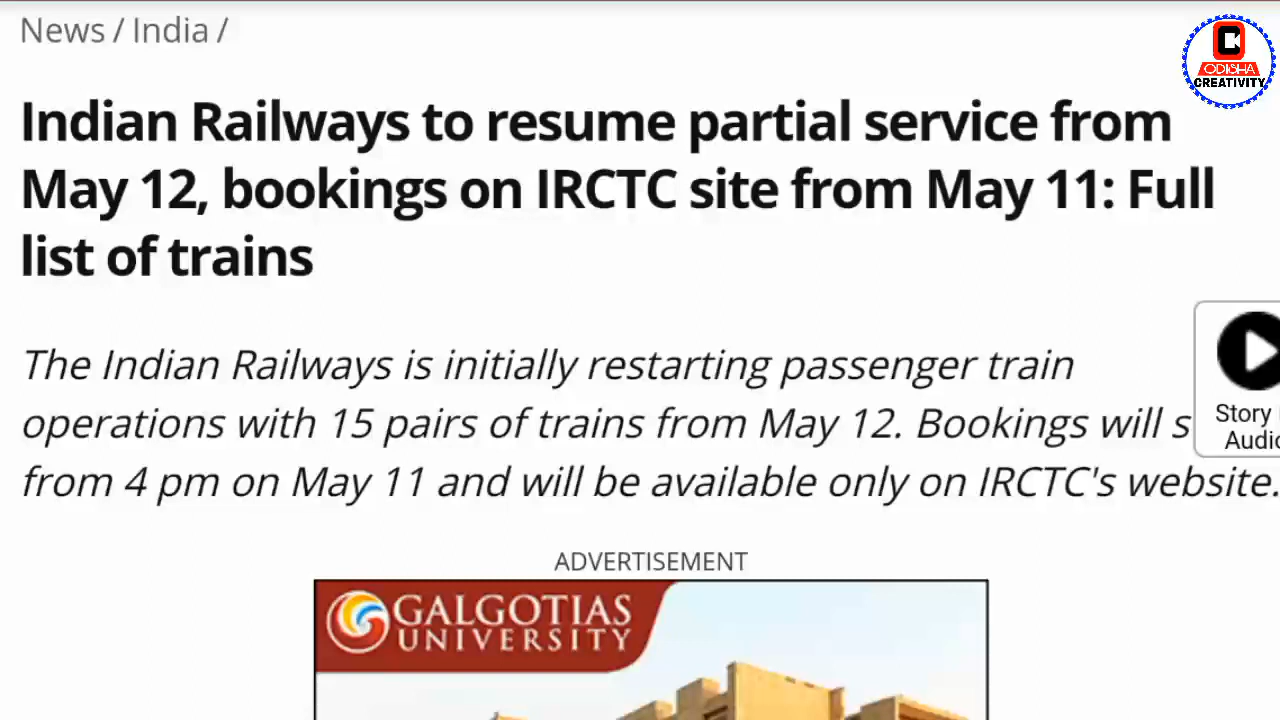 News / India /
Indian Railways to resume partial service from
May 12, bookings on IRCTC site from May 11: Full
list of trains
The Indian Railways is initially restarting passenger train
operations with 15 pairs of trains from May 12. Bookings will s
from 4 pm on May 11 and will be available only on IRCTC's website.
Story
Audio
ADVERTISEMENT
GALGOTIAS
UNIVERSITY
ODISHA
CREATIVITY